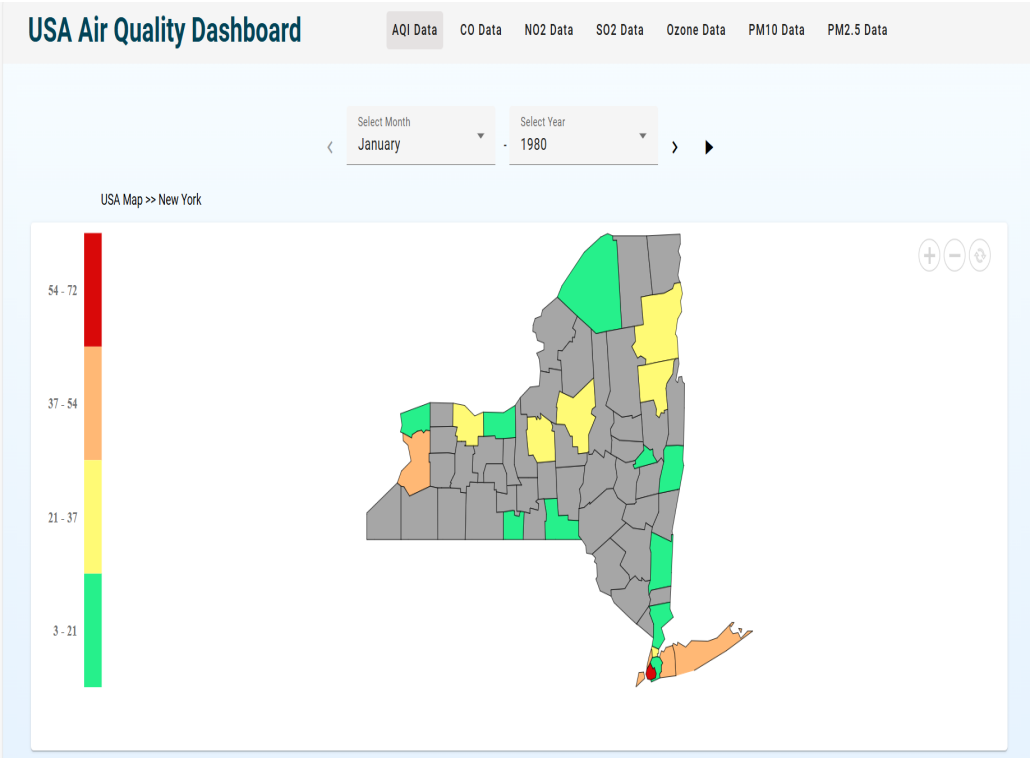 USA Air Quality Dashboard
AQI Data CO Data NO2 Data SO2 Data Ozone Data PM10 Data PM2.5 Data
Select Month Select Year
January - 1980
USA Map >> New York
54 - 72
37 - 54
21 - 37
3 - 21